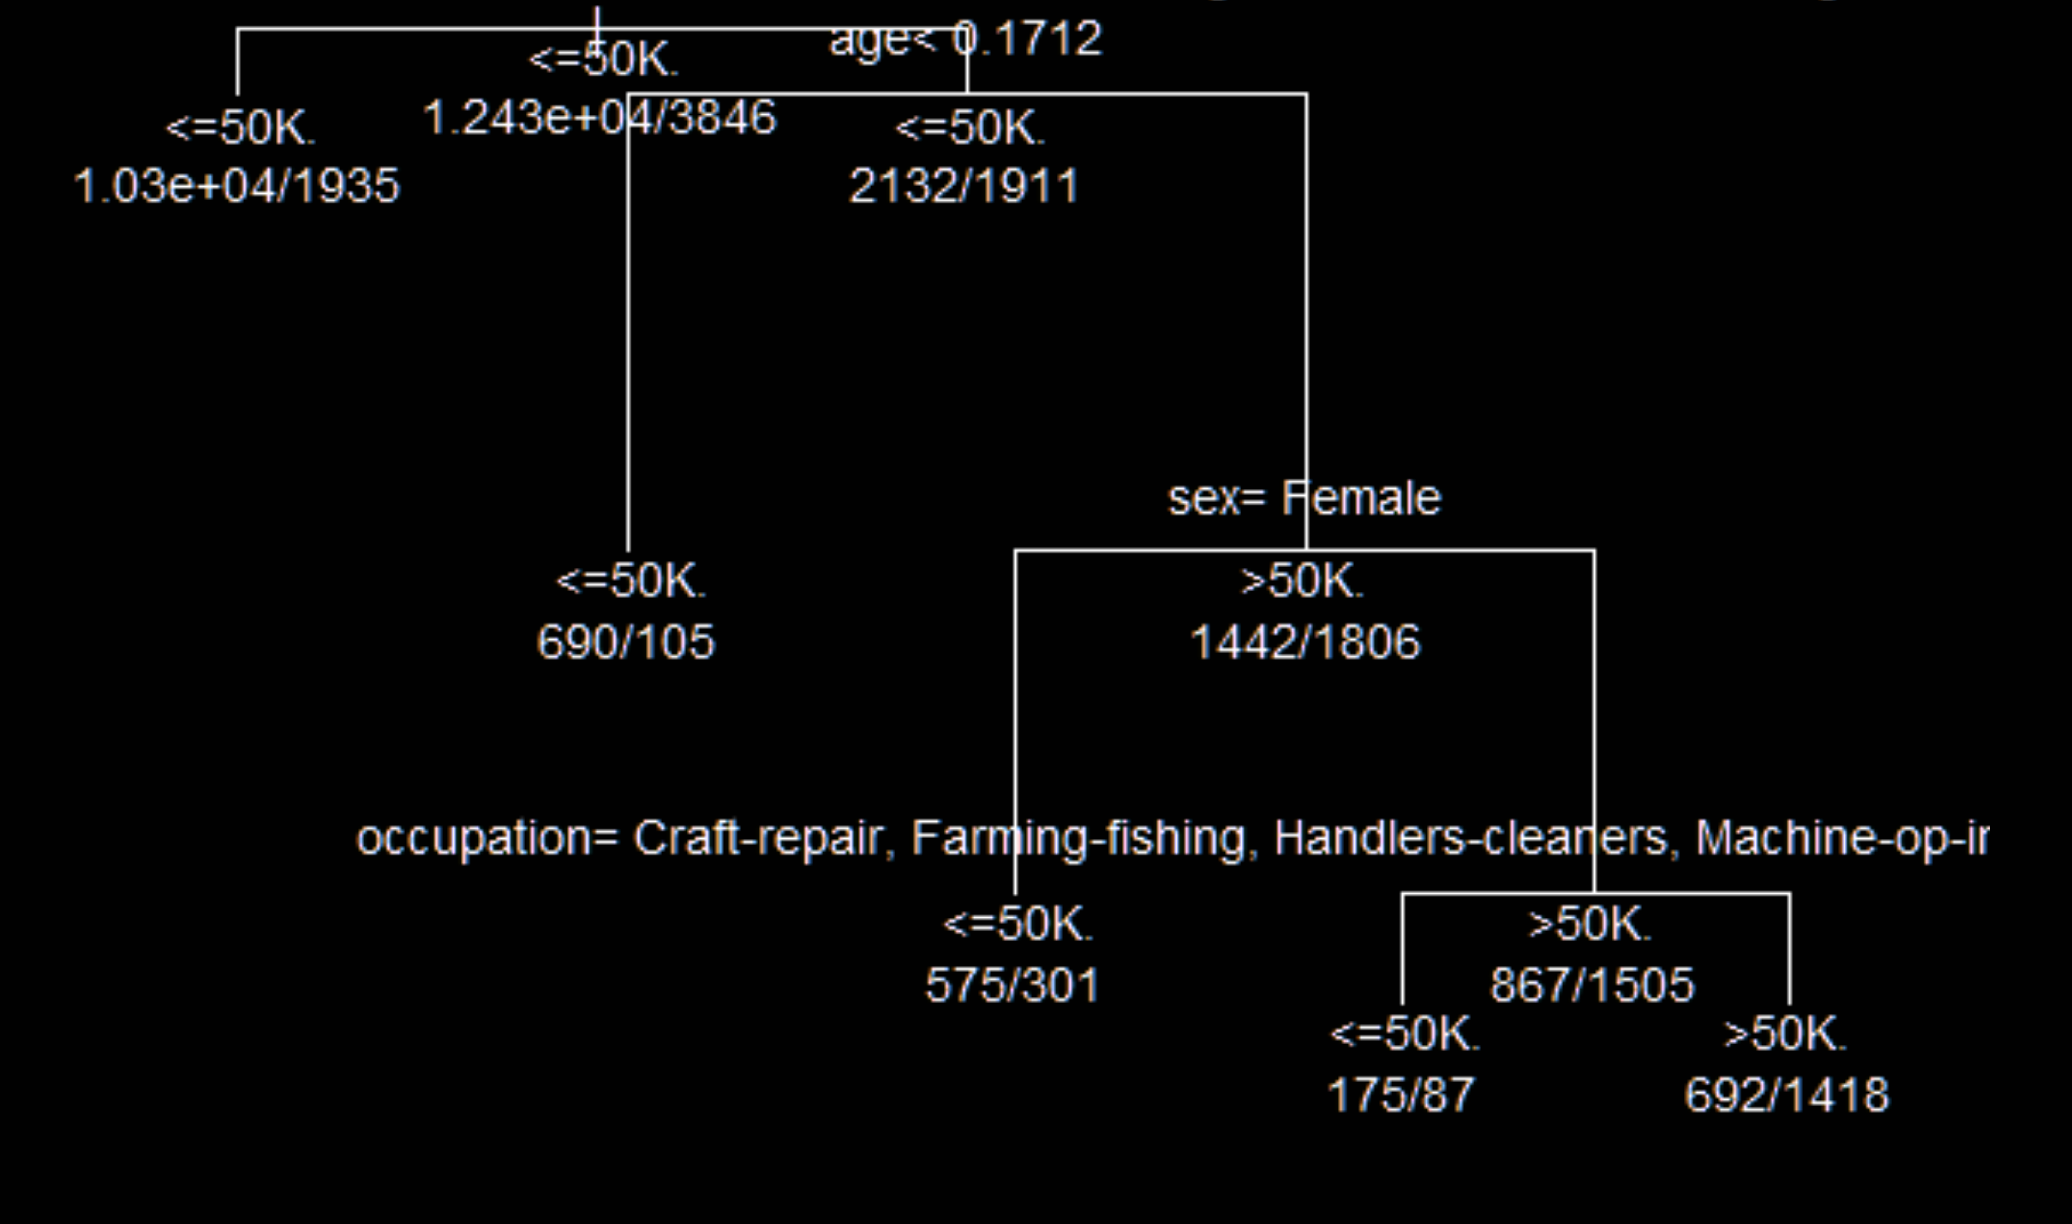 age< 0.1712
<=50K.
1.243e+04/3846
<=50K.
1.03e+04/1935
<=50K.
2132/1911
sex= Female
<=50K.
690/105
>50K.
1442/1806
occupation= Craft-repair, Farming-fishing, Handlers-cleaners, Machine-op-ir
<=50K.
575/301
>50K.
867/1505
<=50K.
175/87
>50K.
692/1418